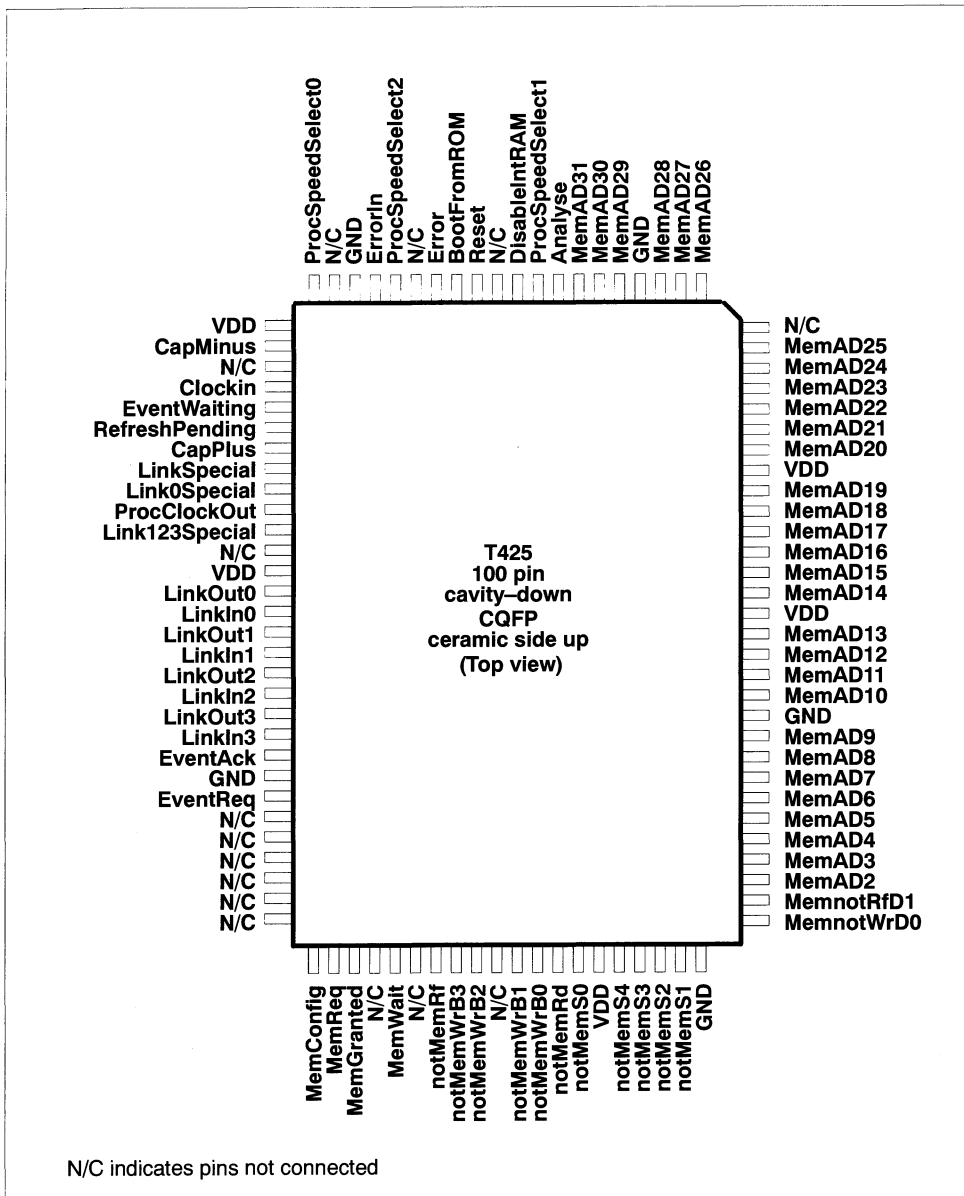 ProcSpeedSelect0
N/C
GND
ErrorIn
ProcSpeedSelect2
N/C
Error
BootFromROM
Reset
N/C
DisableIntRAM
ProcSpeedSelect1
Analyse
MemAD31
MemAD30
MemAD29
GND
MemAD28
MemAD27
MemAD26
VDD
CapMinus
N/C
Clockin
EventWaiting
RefreshPending
CapPlus
LinkSpecial
Link0Special
ProcClockOut
Link123Special
N/C
VDD
LinkOut0
LinkIn0
LinkOut1
LinkIn1
LinkOut2
LinkIn2
LinkOut3
LinkIn3
EventAck
GND
EventReq
N/C
N/C
N/C
N/C
N/C
N/C
T425
100 pin
cavity–down
CQFP
ceramic side up
(Top view)
N/C
MemAD25
MemAD24
MemAD23
MemAD22
MemAD21
MemAD20
VDD
MemAD19
MemAD18
MemAD17
MemAD16
MemAD15
MemAD14
VDD
MemAD13
MemAD12
MemAD11
MemAD10
GND
MemAD9
MemAD8
MemAD7
MemAD6
MemAD5
MemAD4
MemAD3
MemAD2
MemnotRfD1
MemnotWrD0
MemConfig
MemReq
MemGranted
N/C
MemWait
N/C
notMemRf
notMemWrB3
notMemWrB2
N/C
notMemWrB1
notMemWrB0
notMemRd
notMemS0
VDD
notMemS4
notMemS3
notMemS2
notMemS1
GND
N/C indicates pins not connected